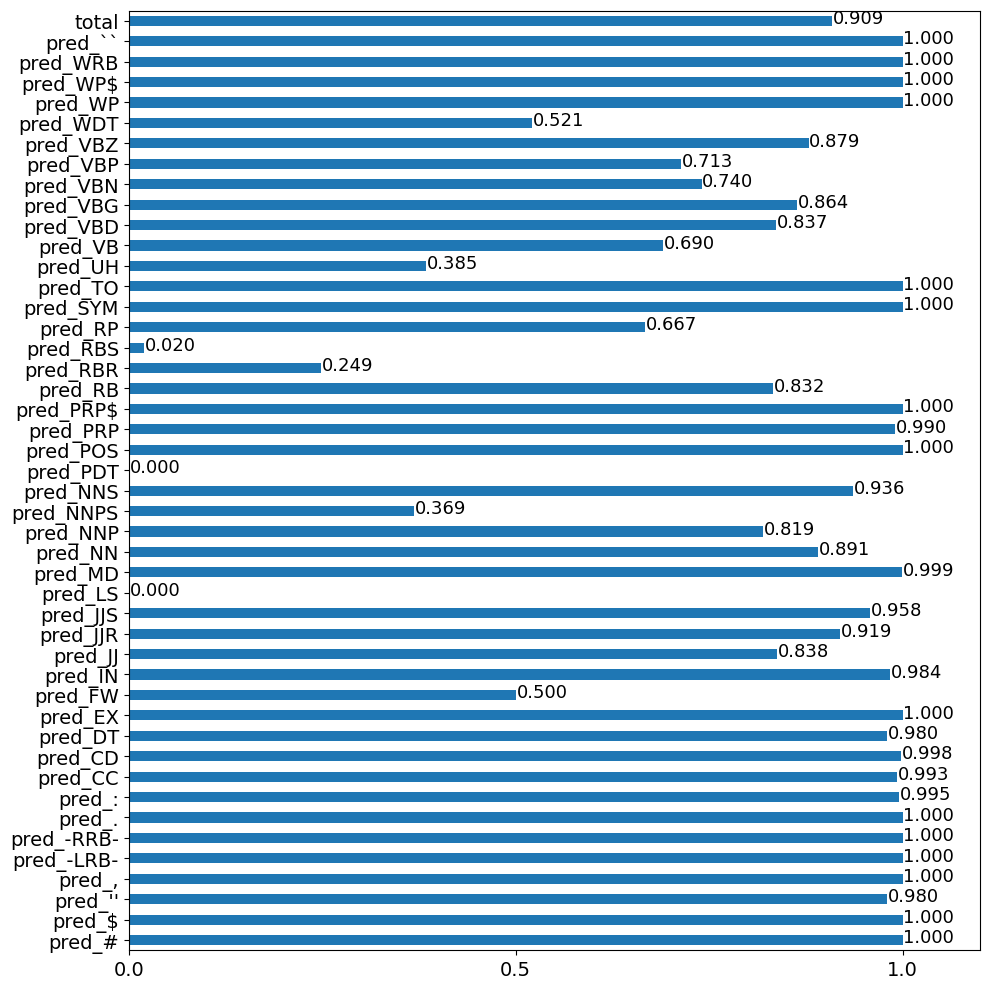 total 0.909
pred_`` 1.000
pred_WRB 1.000
pred_WP$ 1.000
pred_WP 1.000
pred_WDT 0.521
pred_VBZ 0.879
pred_VBP 0.713
pred_VBN 0.740
pred_VBG 0.864
pred_VBD 0.837
pred_VB 0.690
pred_UH 0.385
pred_TO 1.000
pred_SYM 1.000
pred_RP 0.667
pred_RBS 0.020
pred_RBR 0.249
pred_RB 0.832
pred_PRP$ 1.000
pred_PRP 0.990
pred_POS 1.000
pred_PDT 0.000
pred_NNS 0.936
pred_NNPS 0.369
pred_NNP 0.819
pred_NN 0.891
pred_MD 0.999
pred_LS 0.000
pred_JJS 0.958
pred_JJR 0.919
pred_JJ 0.838
pred_IN 0.984
pred_FW 0.500
pred_EX 1.000
pred_DT 0.980
pred_CD 0.998
pred_CC 0.993
pred_: 0.995
pred_. 1.000
pred_-RRB- 1.000
pred_-LRB- 1.000
pred_, 1.000
pred_'' 0.980
pred_$ 1.000
pred_# 1.000
0.0 0.5 1.0